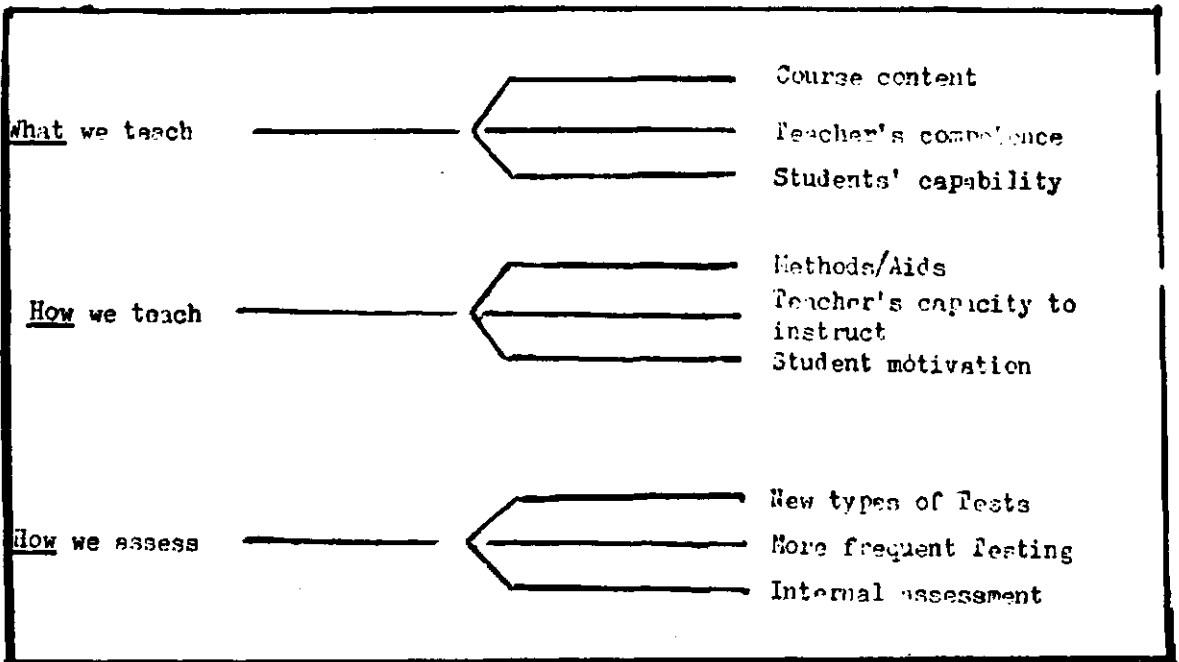 What we teach
Course content
Teacher's competence
Students' capability
How we teach
Methods/Aids
Teacher's capacity to
instruct
Student motivation
How we assess
New types of Tests
More frequent Testing
Internal assessment